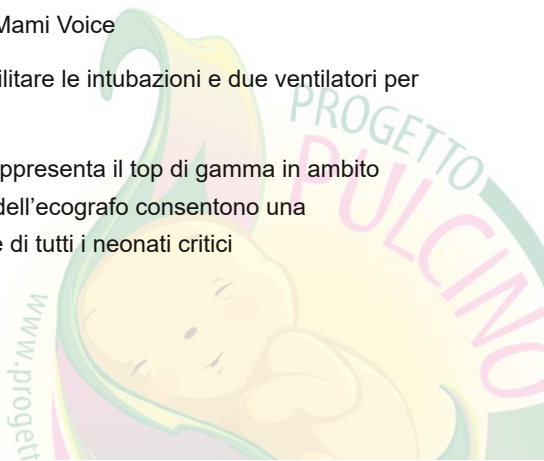 Mami Voice
ilitare le intubazioni e due ventilatori per
ppresenta il top di gamma in ambito
dell’ecografo consentono una
e di tutti i neonati critici
PROGETTO
PULCINO
www.progett